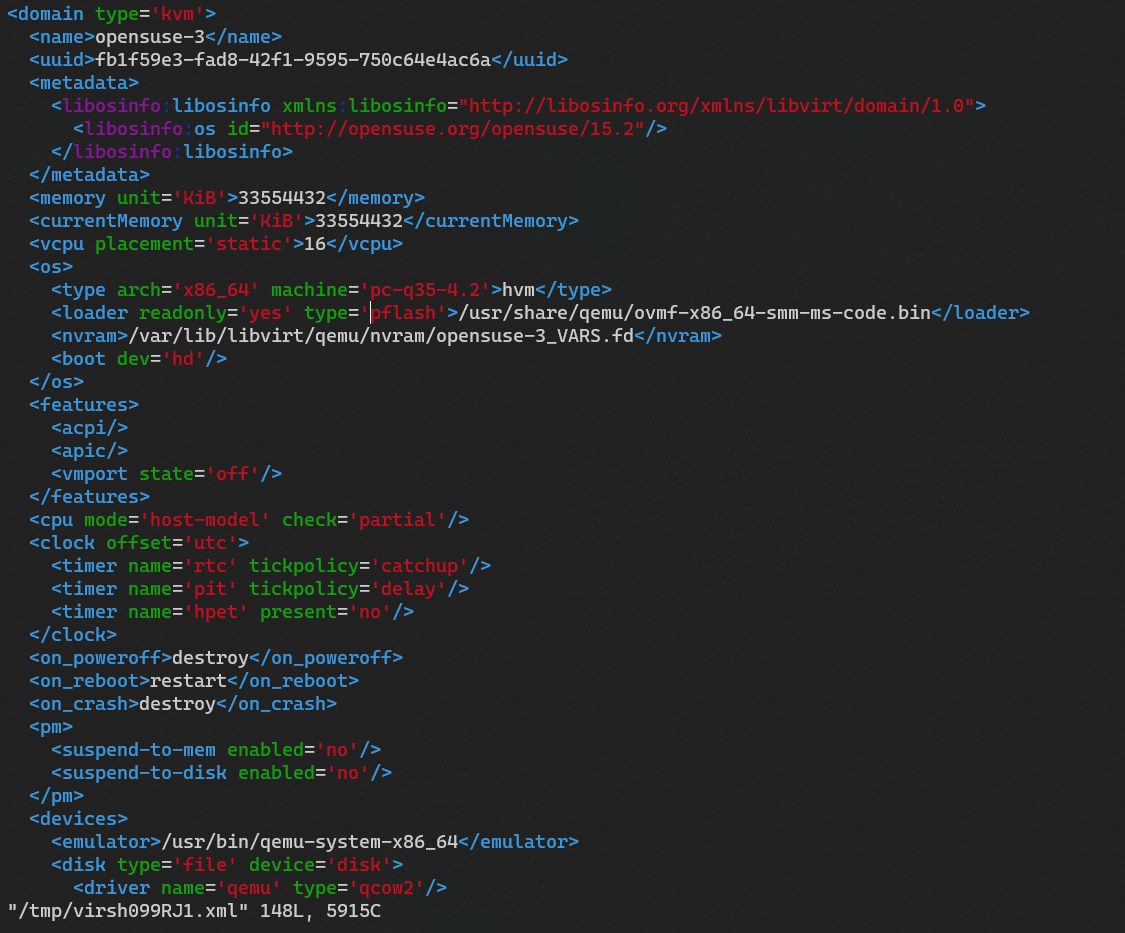 <domain type='kvm'>
  <name>opensuse-3</name>
  <uuid>fb1f59e3-fad8-42f1-9595-750c64e4ac6a</uuid>
  <metadata>
    <libosinfo:libosinfo xmlns:libosinfo="http://libosinfo.org/xmlns/libvirt/domain/1.0">
      <libosinfo:os id="http://opensuse.org/opensuse/15.2"/>
    </libosinfo:libosinfo>
  </metadata>
  <memory unit='KiB'>33554432</memory>
  <currentMemory unit='KiB'>33554432</currentMemory>
  <vcpu placement='static'>16</vcpu>
  <os>
    <type arch='x86_64' machine='pc-q35-4.2'>hvm</type>
    <loader readonly='yes' type='pflash'>/usr/share/qemu/ovmf-x86_64-smm-ms-code.bin</loader>
    <nvram>/var/lib/libvirt/qemu/nvram/opensuse-3_VARS.fd</nvram>
    <boot dev='hd'/>
  </os>
  <features>
    <acpi/>
    <apic/>
    <vmport state='off'/>
  </features>
  <cpu mode='host-model' check='partial'/>
  <clock offset='utc'>
    <timer name='rtc' tickpolicy='catchup'/>
    <timer name='pit' tickpolicy='delay'/>
    <timer name='hpet' present='no'/>
  </clock>
  <on_poweroff>destroy</on_poweroff>
  <on_reboot>restart</on_reboot>
  <on_crash>destroy</on_crash>
  <pm>
    <suspend-to-mem enabled='no'/>
    <suspend-to-disk enabled='no'/>
  </pm>
  <devices>
    <emulator>/usr/bin/qemu-system-x86_64</emulator>
    <disk type='file' device='disk'>
      <driver name='qemu' type='qcow2'/>
"/tmp/virsh099RJ1.xml" 148L, 5915C